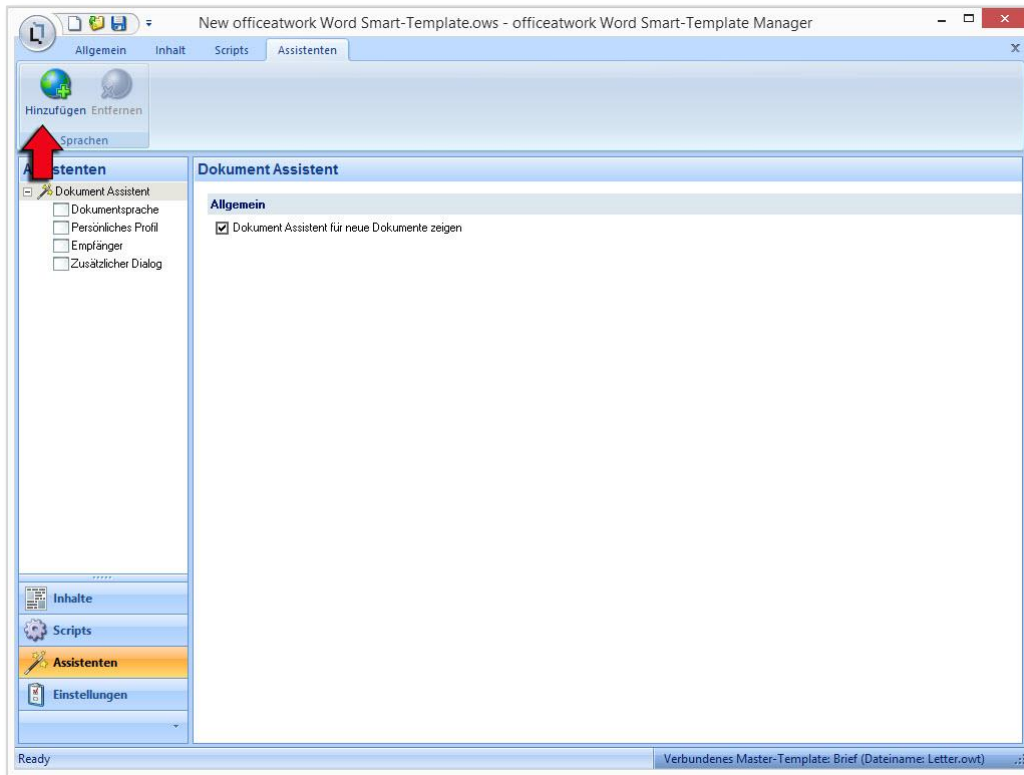 New officeatwork Word Smart-Template.ows - officeatwork Word Smart-Template Manager
Allgemein Inhalt Scripts Assistenten
Hinzufügen Entfernen
Sprachen
Assistenten
Dokument Assistent
Dokumentsprache
Persönliches Profil
Empfänger
Zusätzlicher Dialog
Dokument Assistent
Allgemein
Dokument Assistent für neue Dokumente zeigen
Inhalte
Scripts
Assistenten
Einstellungen
Ready
Verbundenes Master-Template: Brief (Dateiname: Letter.owt)